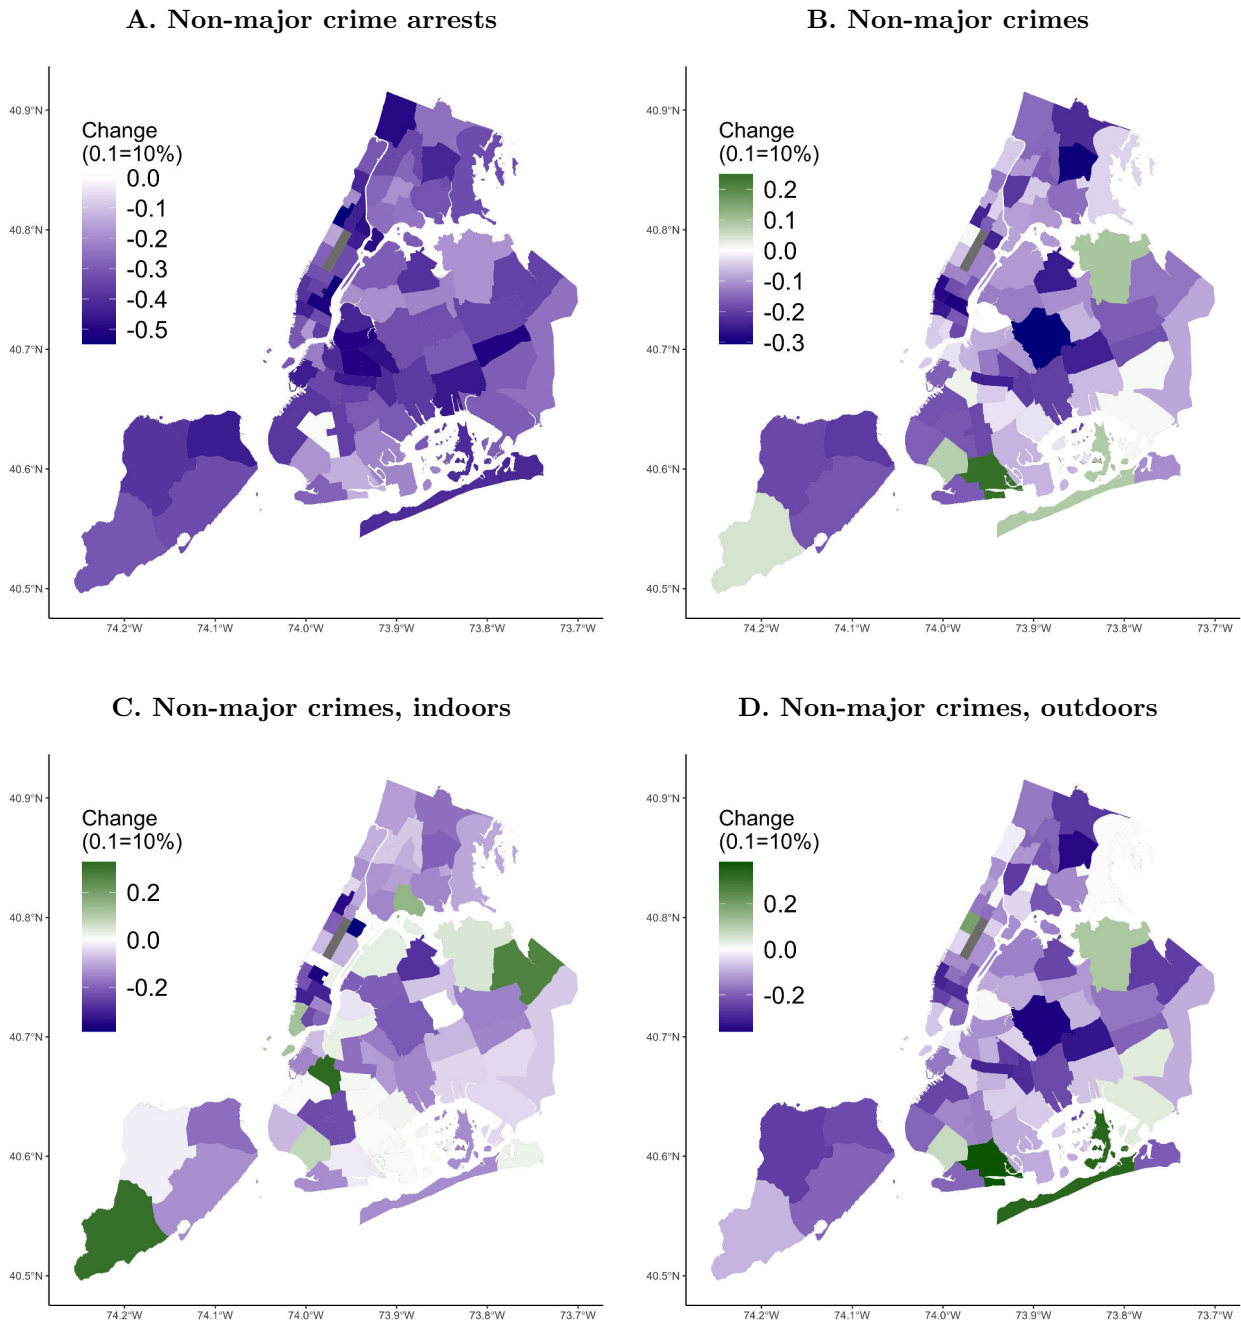 A. Non-major crime arrests
B. Non-major crimes
Change
(0.1=10%)
0.0
-0.1
-0.2
-0.3
-0.4
-0.5
40.9°N
40.8°N
40.7°N
40.6°N
40.5°N
74.2°W 74.1°W 74.0°W 73.9°W 73.8°W 73.7°W
Change
(0.1=10%)
0.2
0.1
0.0
-0.1
-0.2
-0.3
40.9°N
40.8°N
40.7°N
40.6°N
40.5°N
74.2°W 74.1°W 74.0°W 73.9°W 73.8°W 73.7°W
C. Non-major crimes, indoors
D. Non-major crimes, outdoors
Change
(0.1=10%)
0.2
0.0
-0.2
40.9°N
40.8°N
40.7°N
40.6°N
40.5°N
74.2°W 74.1°W 74.0°W 73.9°W 73.8°W 73.7°W
Change
(0.1=10%)
0.2
0.0
-0.2
40.9°N
40.8°N
40.7°N
40.6°N
40.5°N
74.2°W 74.1°W 74.0°W 73.9°W 73.8°W 73.7°W